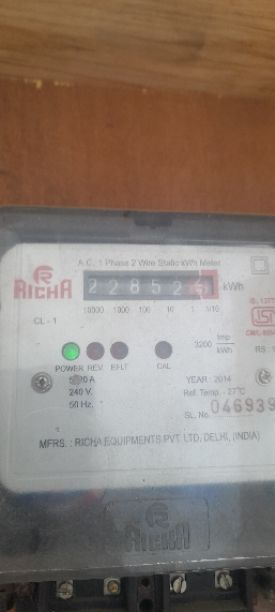 A.C. 1 Phase 2 Wire Static kWh Meter
RICHA
22852
kWh
10000 1000 100 10 1 1/10
CL - 1
3200 Imp/kWh
POWER REV. E/LT CAL
240 V.
50 Hz.
YEAR : 2014
Ref. Temp. - 27°C
SL. No. 046939
MFRS. : RICHA EQUIPMENTS PVT. LTD. DELHI, (INDIA)
RICHA